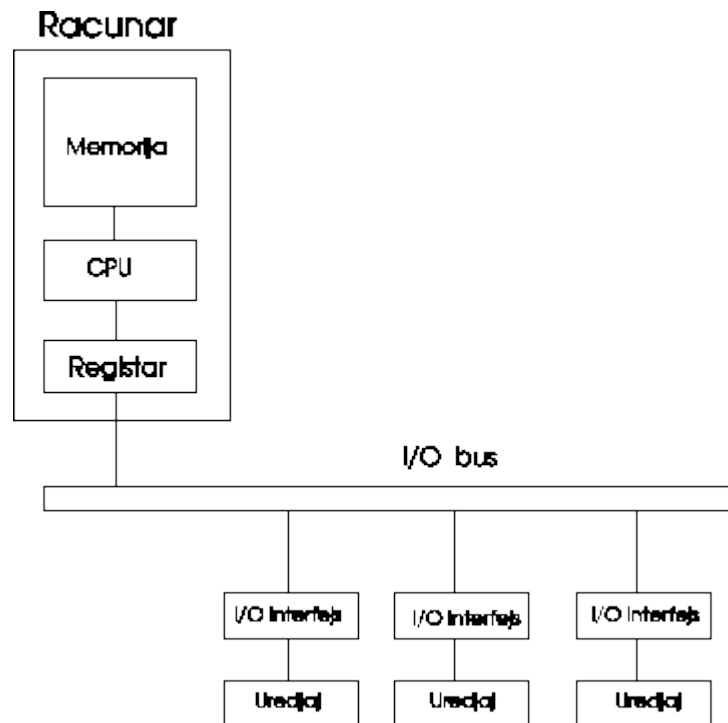 Racunar
Memorija
CPU
Registar
I/O bus
I/O Interfejs
I/O Interfejs
I/O Interfejs
Uredjaj
Uredjaj
Uredjaj